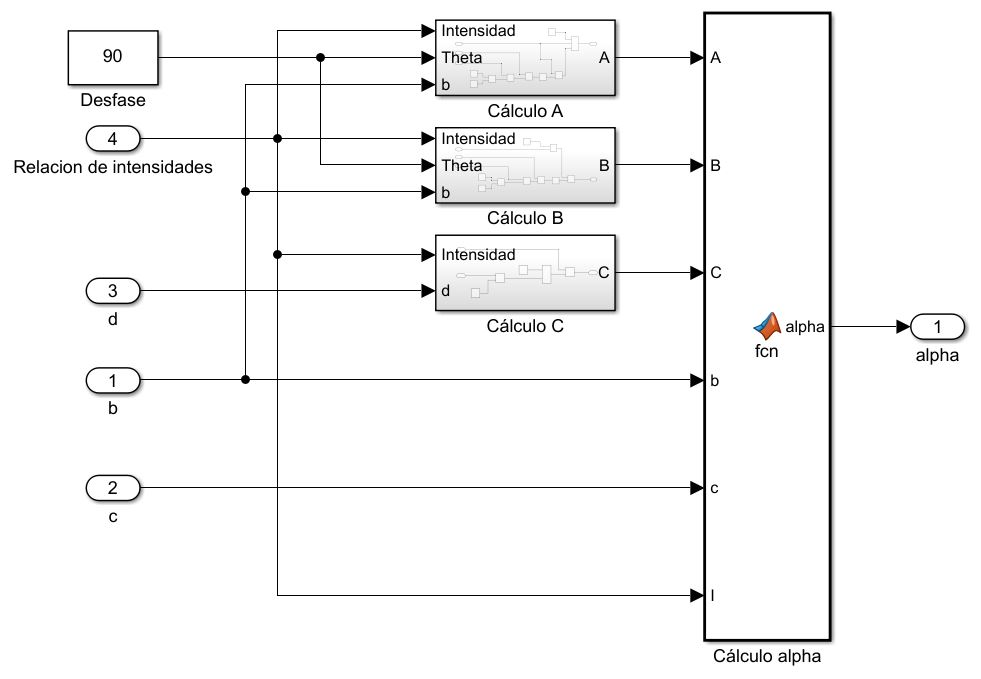 90
Desfase
4
Relacion de intensidades
3
d
1
b
2
c
Intensidad
Theta
b
A
Cálculo A
Intensidad
Theta
b
B
Cálculo B
Intensidad
d
C
Cálculo C
A
B
C
b
c
I
alpha
fcn
Cálculo alpha
1
alpha